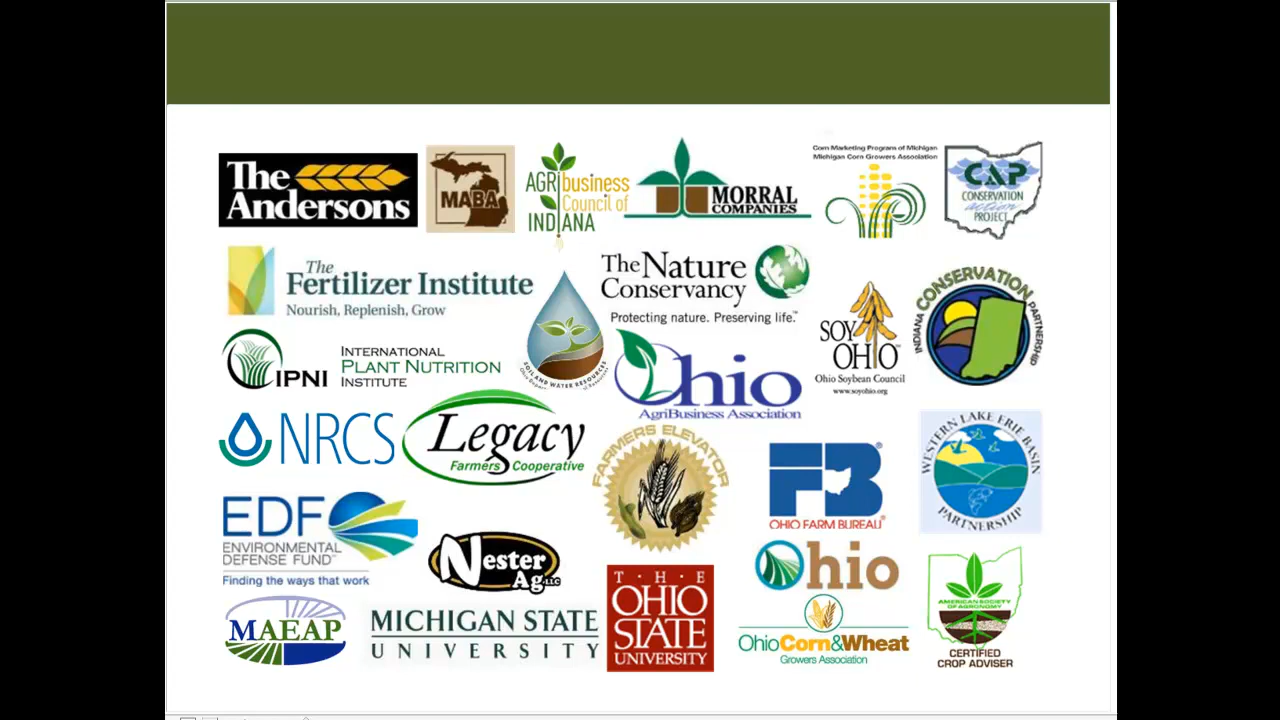 The
Andersons
MABA
AGRIbusiness
Council of
INDIANA
MORRAL
COMPANIES
Corn Marketing Program of Michigan
Michigan Corn Growers Association
CAP
CONSERVATION
action
PROJECT
The
Fertilizer Institute
Nourish, Replenish, Grow
SOIL AND WATER RESOURCES
The Nature
Conservancy
Protecting nature. Preserving life.™
SOY
OHIO
Ohio Soybean Council
www.soyohio.org
INDIANA CONSERVATION PARTNERSHIP
IPNI
INTERNATIONAL
PLANT NUTRITION
INSTITUTE
Ohio
AgriBusiness Association
NRCS
Legacy
Farmers Cooperative
FARMERS ELEVATOR
FB®
OHIO FARM BUREAU®
WESTERN LAKE ERIE BASIN
PARTNERSHIP
EDF
ENVIRONMENTAL
DEFENSE FUND™
Finding the ways that work
Nester
Ag, LLC
THE
OHIO
STATE
UNIVERSITY
Ohio
OhioCorn&Wheat
Growers Association
AMERICAN SOCIETY
OF AGRONOMY
CERTIFIED
CROP ADVISER
MAEAP
MICHIGAN STATE
UNIVERSITY